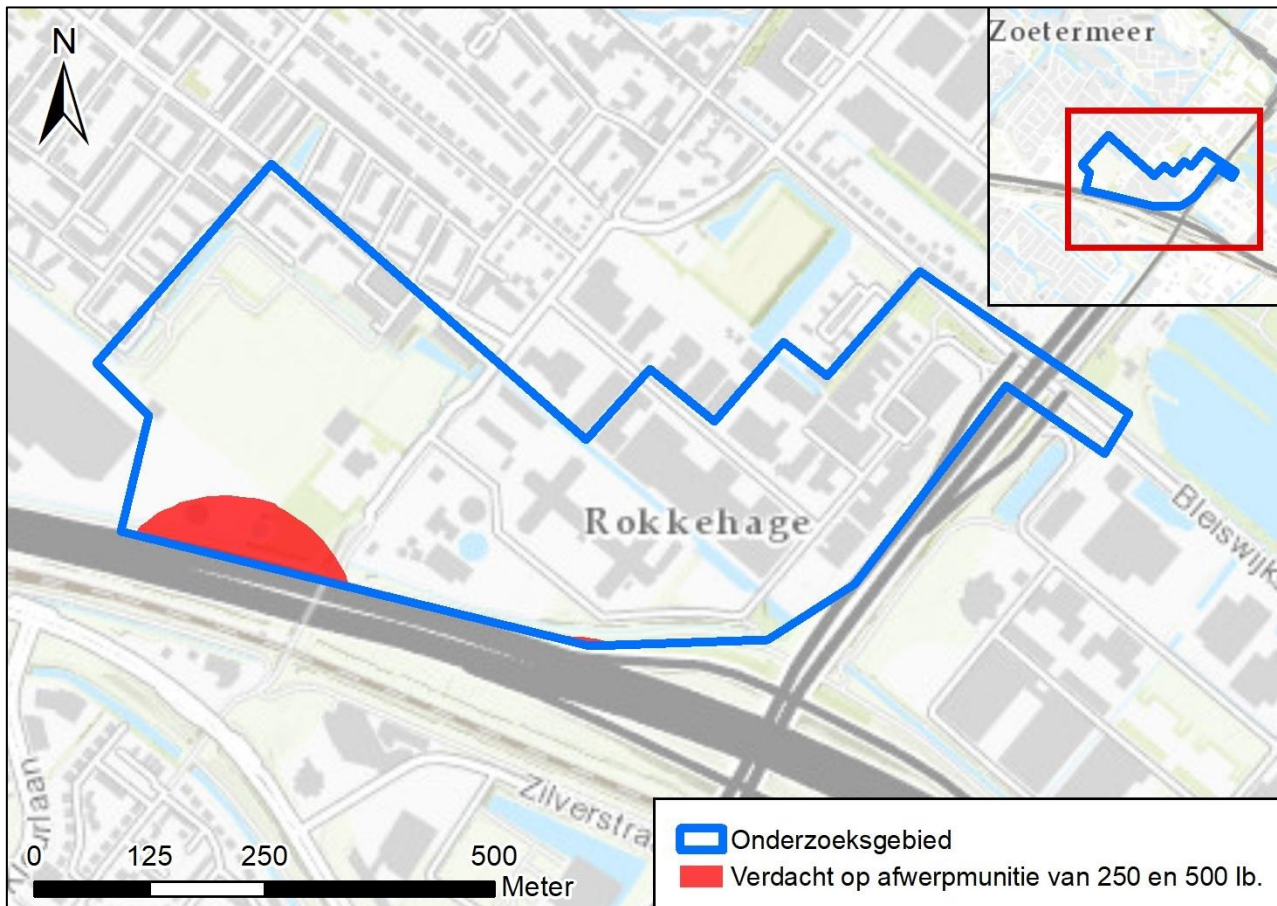 N
Zoetermeer
Rokkehage
Bleiswijk
Zilverstra
0 125 250 500
Meter
Onderzoeksgebied
Verdacht op afwerpmunitie van 250 en 500 lb.